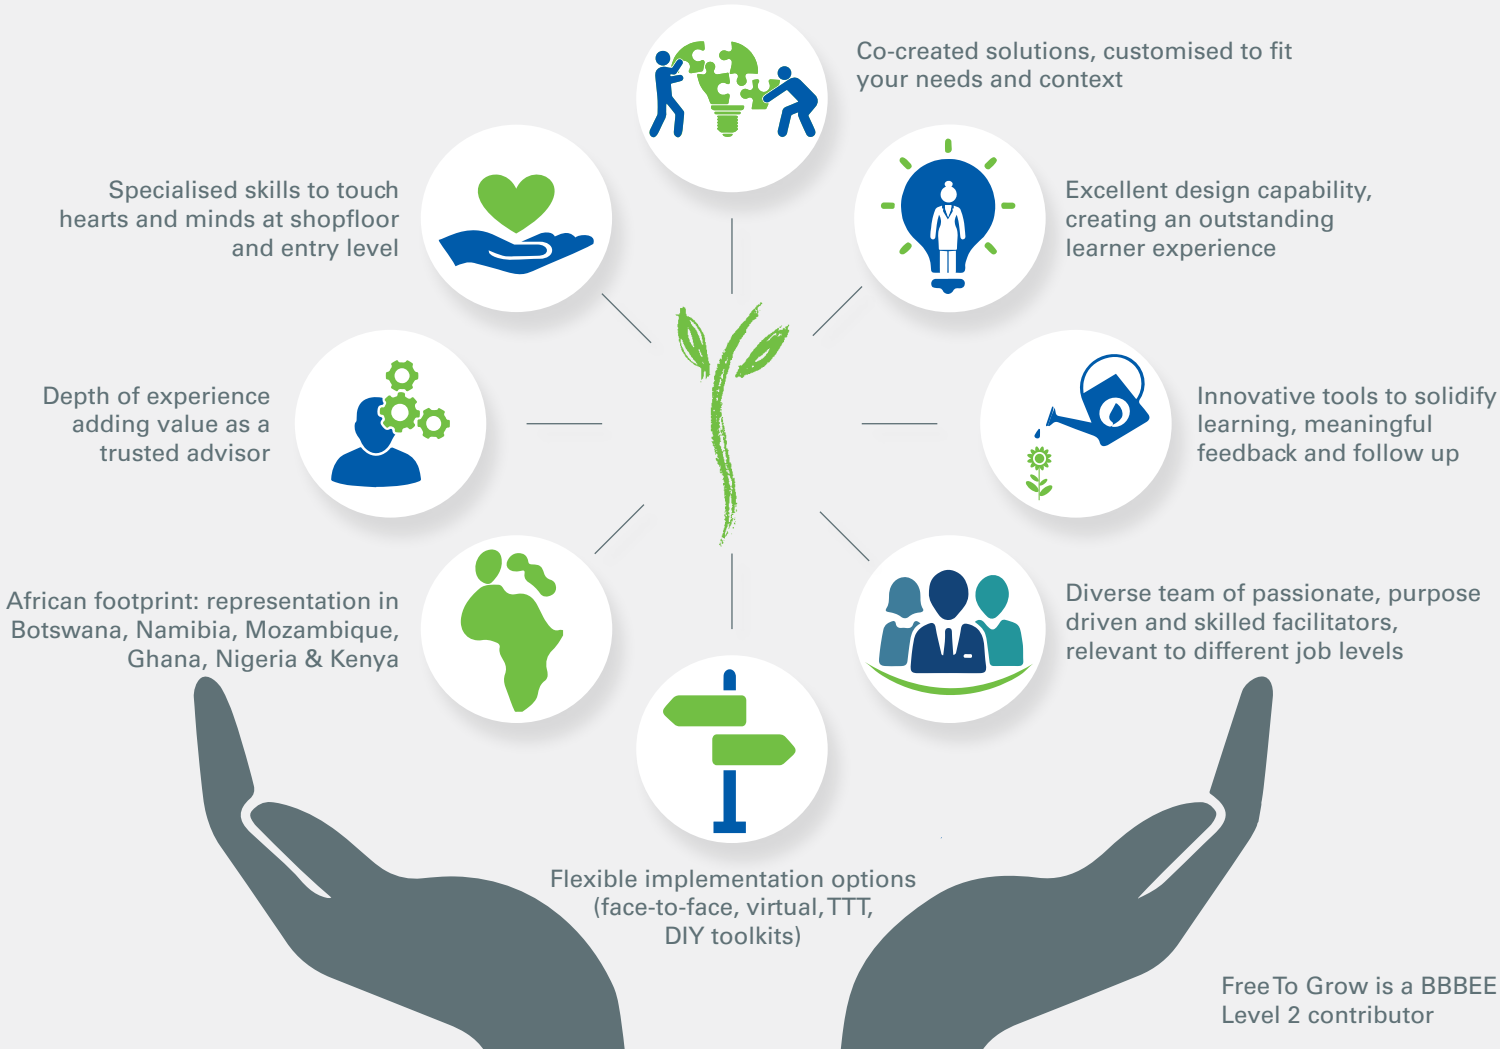 Co-created solutions, customised to fit
your needs and context
Specialised skills to touch
hearts and minds at shopfloor
and entry level
Excellent design capability,
creating an outstanding
learner experience
Depth of experience
adding value as a
trusted advisor
Innovative tools to solidify
learning, meaningful
feedback and follow up
African footprint: representation in
Botswana, Namibia, Mozambique,
Ghana, Nigeria & Kenya
Diverse team of passionate, purpose
driven and skilled facilitators,
relevant to different job levels
Flexible implementation options
(face-to-face, virtual, TTT,
DIY toolkits)
Free To Grow is a BBBEE
Level 2 contributor